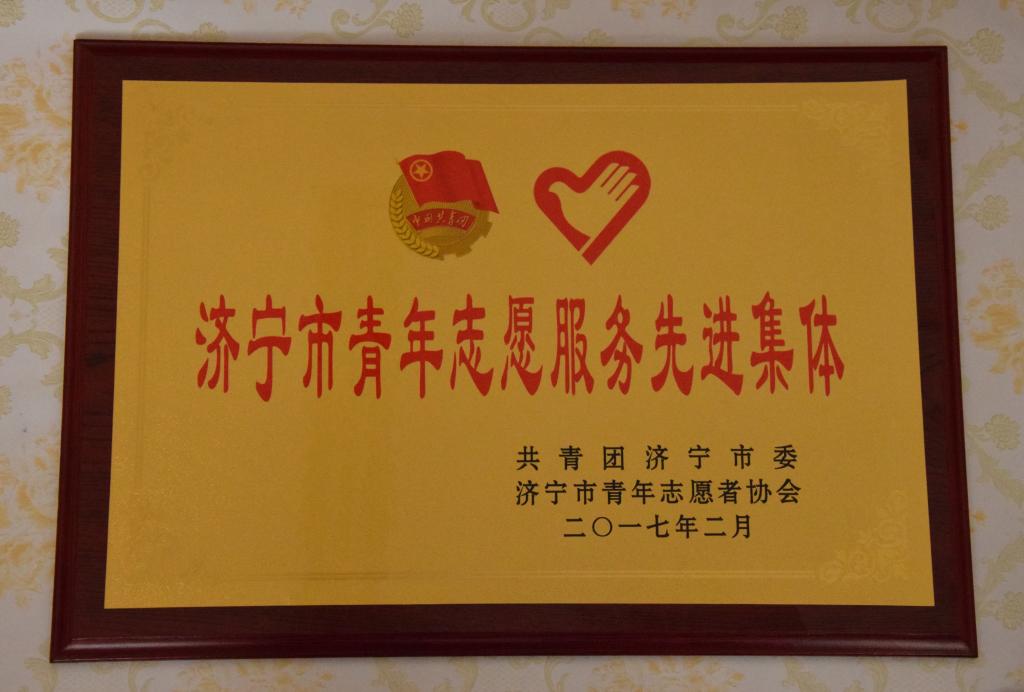 中国共青团
济宁市青年志愿服务先进集体
共青团济宁市委
济宁市青年志愿者协会
二〇一七年二月